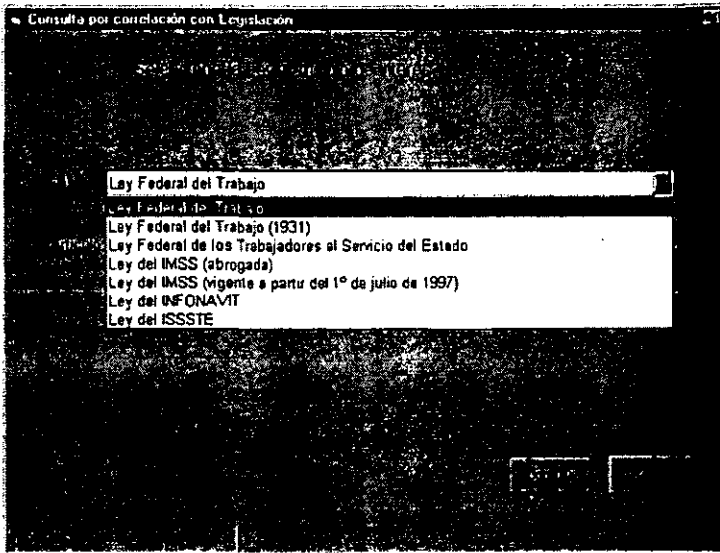 Consulta por correlación con Legislación
Ley Federal del Trabajo
Ley Federal del Trabajo
Ley Federal del Trabajo (1931)
Ley Federal de los Trabajadores al Servicio del Estado
Ley del IMSS (abrogada)
Ley del IMSS (vigente a partir del 1º de julio de 1997)
Ley del INFONAVIT
Ley del ISSSTE